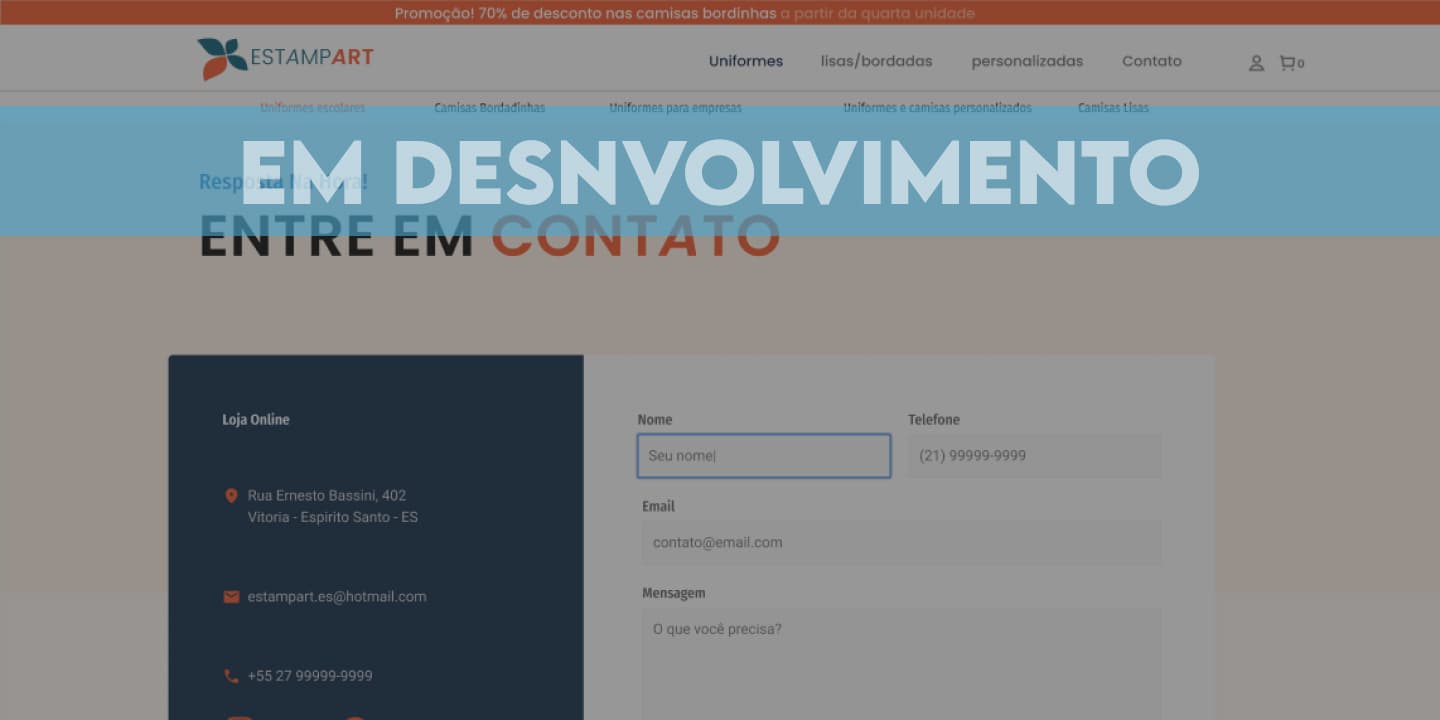 Promoção! 70% de desconto nas camisas bordinhas a partir da quarta unidade
ESTAMPART
Uniformes lisas/bordadas personalizadas Contato 0
Uniformes escolares Camisas Bordadinhas Uniformes para empresas Uniformes e camisas personalizados Camisas Lisas
EM DESNVOLVIMENTO
Resposta Na Hora!
ENTRE EM CONTATO
Loja Online
Rua Ernesto Bassini, 402
Vitoria - Espirito Santo - ES
estampart.es@hotmail.com
+55 27 99999-9999
Nome Telefone
Seu nome (21) 99999-9999
Email
contato@email.com
Mensagem
O que você precisa?